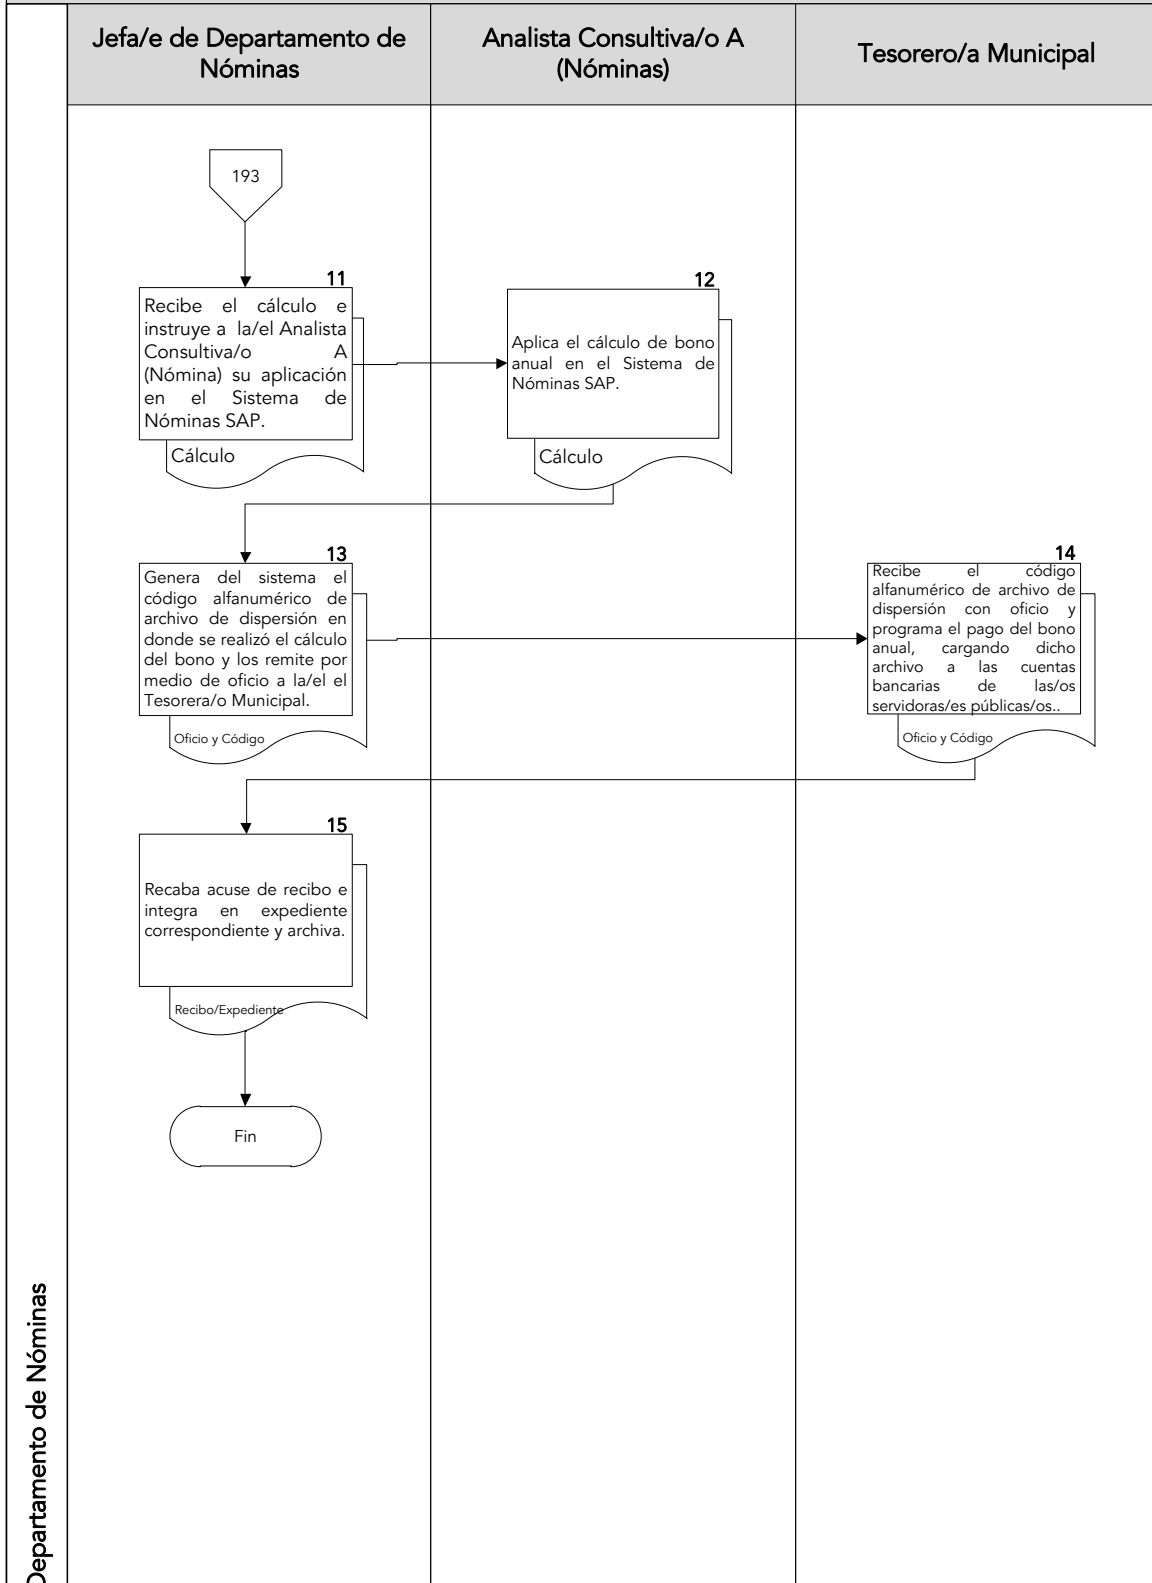 Jefa/e de Departamento de
Nóminas
Analista Consultiva/o A
(Nóminas)
Tesorero/a Municipal
193
11
Recibe el cálculo e
instruye a la/el Analista
Consultiva/o A
(Nómina) su aplicación
en el Sistema de
Nóminas SAP.
Cálculo
12
Aplica el cálculo de bono
anual en el Sistema de
Nóminas SAP.
Cálculo
13
Genera del sistema el
código alfanumérico de
archivo de dispersión en
donde se realizó el cálculo
del bono y los remite por
medio de oficio a la/el el
Tesorera/o Municipal.
Oficio y Código
14
Recibe el código
alfanumérico de archivo de
dispersión con oficio y
programa el pago del bono
anual, cargando dicho
archivo a las cuentas
bancarias de las/os
servidoras/es públicas/os..
Oficio y Código
15
Recaba acuse de recibo e
integra en expediente
correspondiente y archiva.
Recibo/Expediente
Fin
Departamento de Nóminas